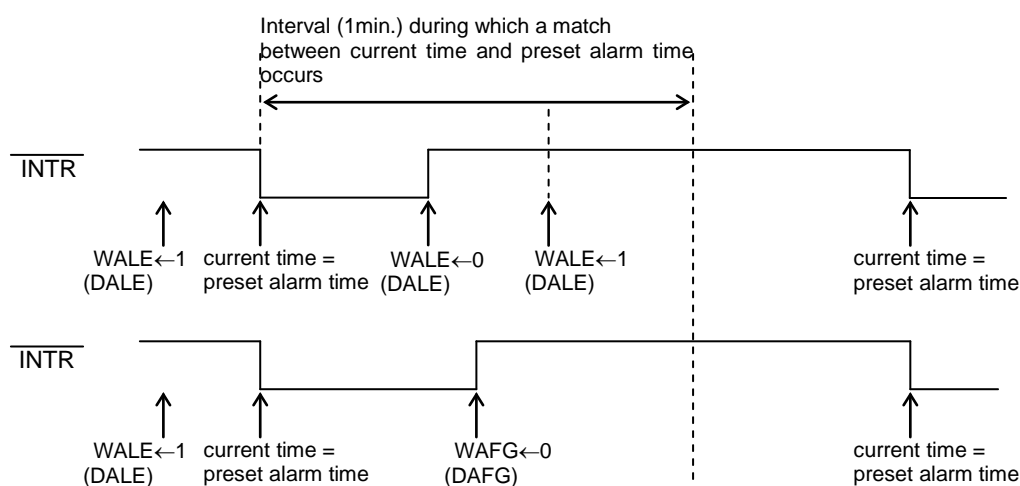 Interval (1min.) during which a match
between current time and preset alarm time
occurs
INTR
WALE←1
(DALE)
current time =
preset alarm time
WALE←0
(DALE)
WALE←1
(DALE)
current time =
preset alarm time
INTR
WALE←1
(DALE)
current time =
preset alarm time
WAFG←0
(DAFG)
current time =
preset alarm time